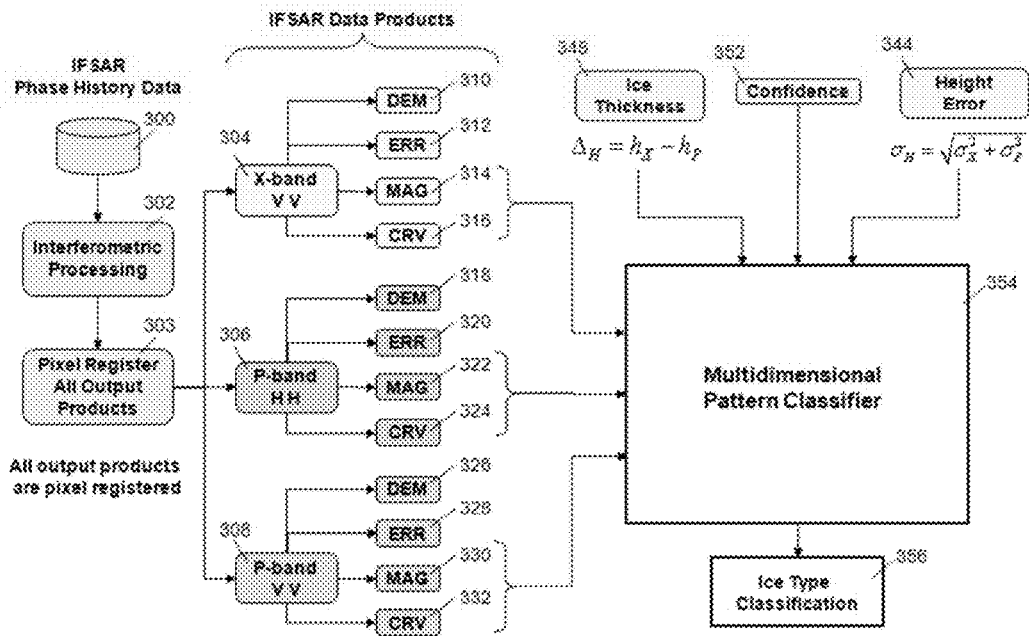 IFSAR Data Products
IFSAR
Phase History Data
300
302
Interferometric
Processing
303
Pixel Register
All Output
Products
All output products
are pixel registered
304
X-band
V V
DEM
310
ERR
312
MAG
314
CRV
316
306
P-band
H H
DEM
318
ERR
320
MAG
322
CRV
324
308
P-band
V V
DEM
326
ERR
328
MAG
330
CRV
332
348
Ice
Thickness
Δ_H = h_X − h_P
352
Confidence
344
Height
Error
σ_H = √(σ_X² + σ_P²)
354
Multidimensional
Pattern Classifier
356
Ice Type
Classification